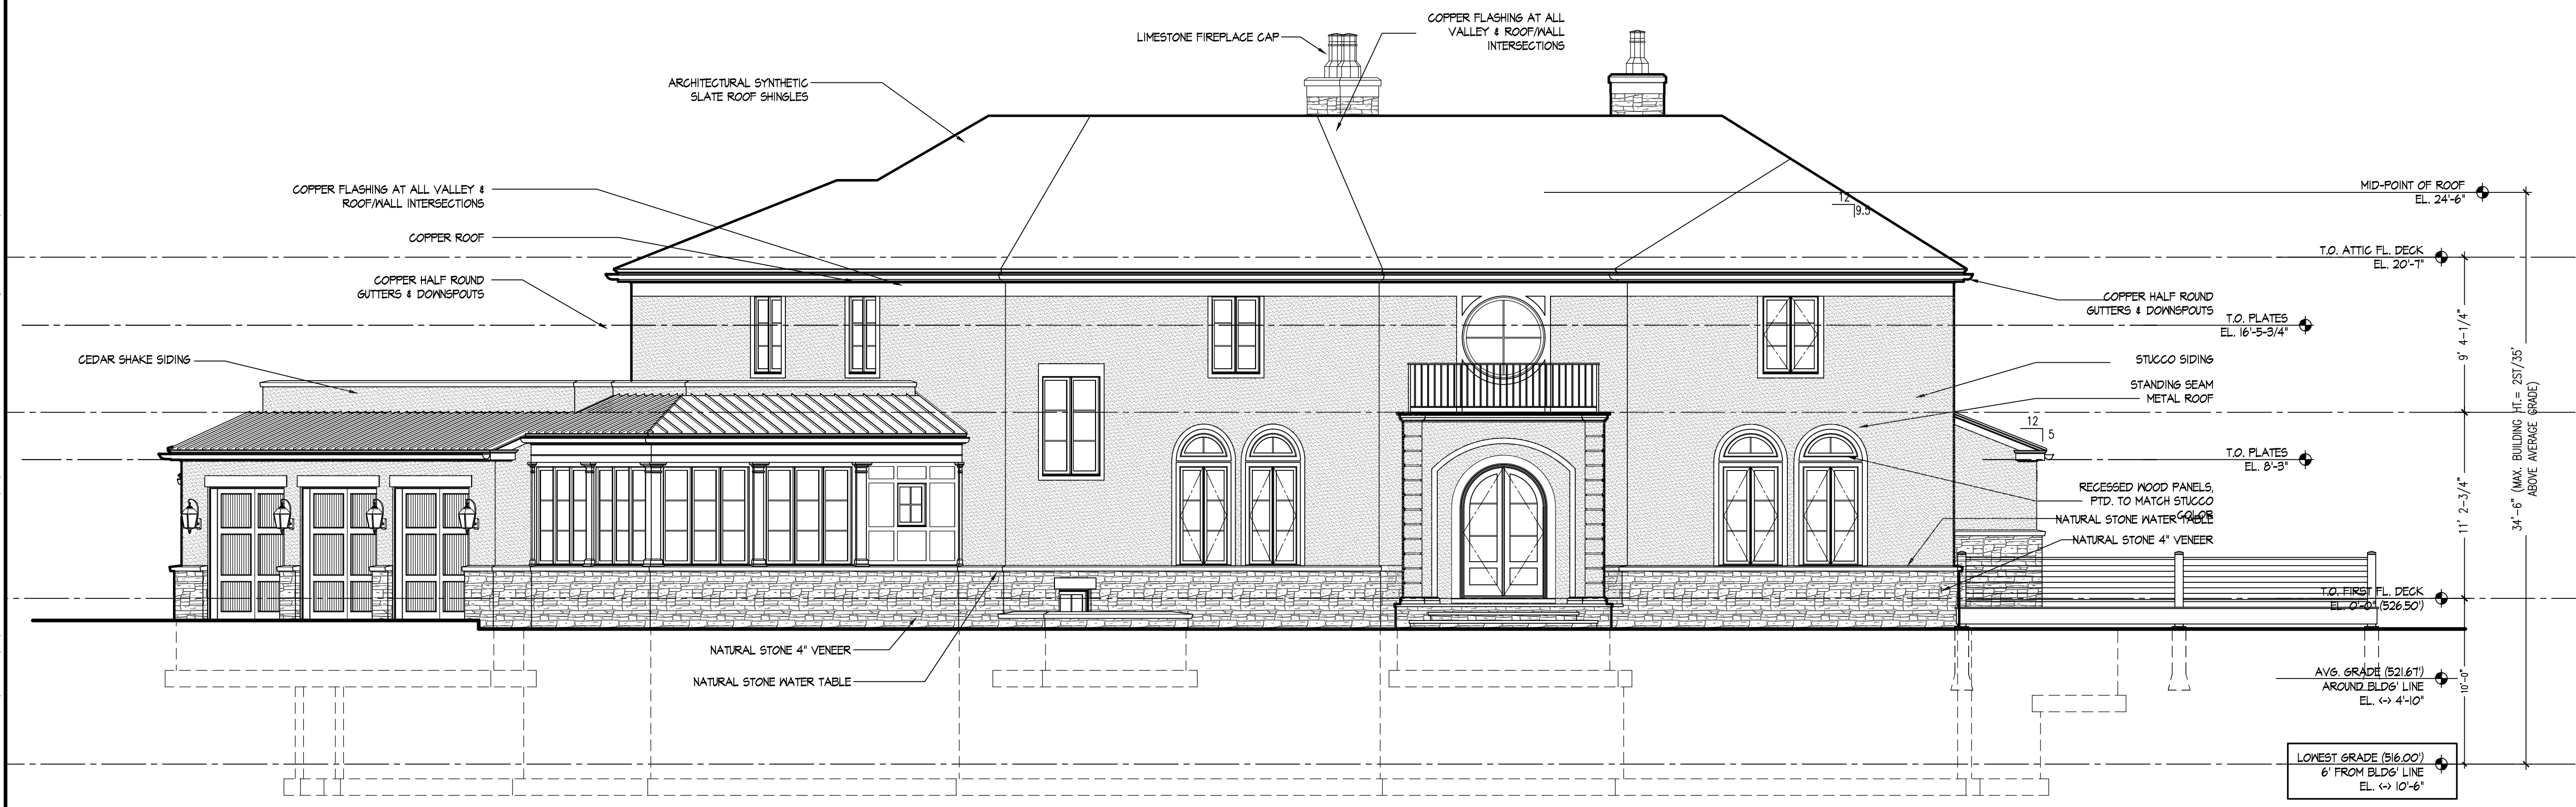 COPPER FLASHING AT ALL
VALLEY & ROOF/WALL
INTERSECTIONS
LIMESTONE FIREPLACE CAP
ARCHITECTURAL SYNTHETIC
SLATE ROOF SHINGLES
COPPER FLASHING AT ALL VALLEY &
ROOF/WALL INTERSECTIONS
COPPER ROOF
COPPER HALF ROUND
GUTTERS & DOWNSPOUTS
CEDAR SHAKE SIDING
12
9.5
MID-POINT OF ROOF
EL. 24'-6"
T.O. ATTIC FL. DECK
EL. 20'-7"
COPPER HALF ROUND
GUTTERS & DOWNSPOUTS
T.O. PLATES
EL. 16'-5-3/4"
STUCCO SIDING
STANDING SEAM
METAL ROOF
12
5
T.O. PLATES
EL. 8'-3"
RECESSED WOOD PANELS,
PTD. TO MATCH STUCCO
COLOR
NATURAL STONE WATER TABLE
NATURAL STONE 4" VENEER
T.O. FIRST FL. DECK
EL. 0'-0" (526.50')
NATURAL STONE 4" VENEER
NATURAL STONE WATER TABLE
AVG. GRADE (521.67')
AROUND BLDG' LINE
EL. <-> 4'-10"
LOWEST GRADE (516.00')
6' FROM BLDG' LINE
EL. <-> 10'-6"
9' 4-1/4"
11' 2-3/4"
10'-0"
34'-6" (MAX. BUILDING HT.= 2ST/35'
ABOVE AVERAGE GRADE)